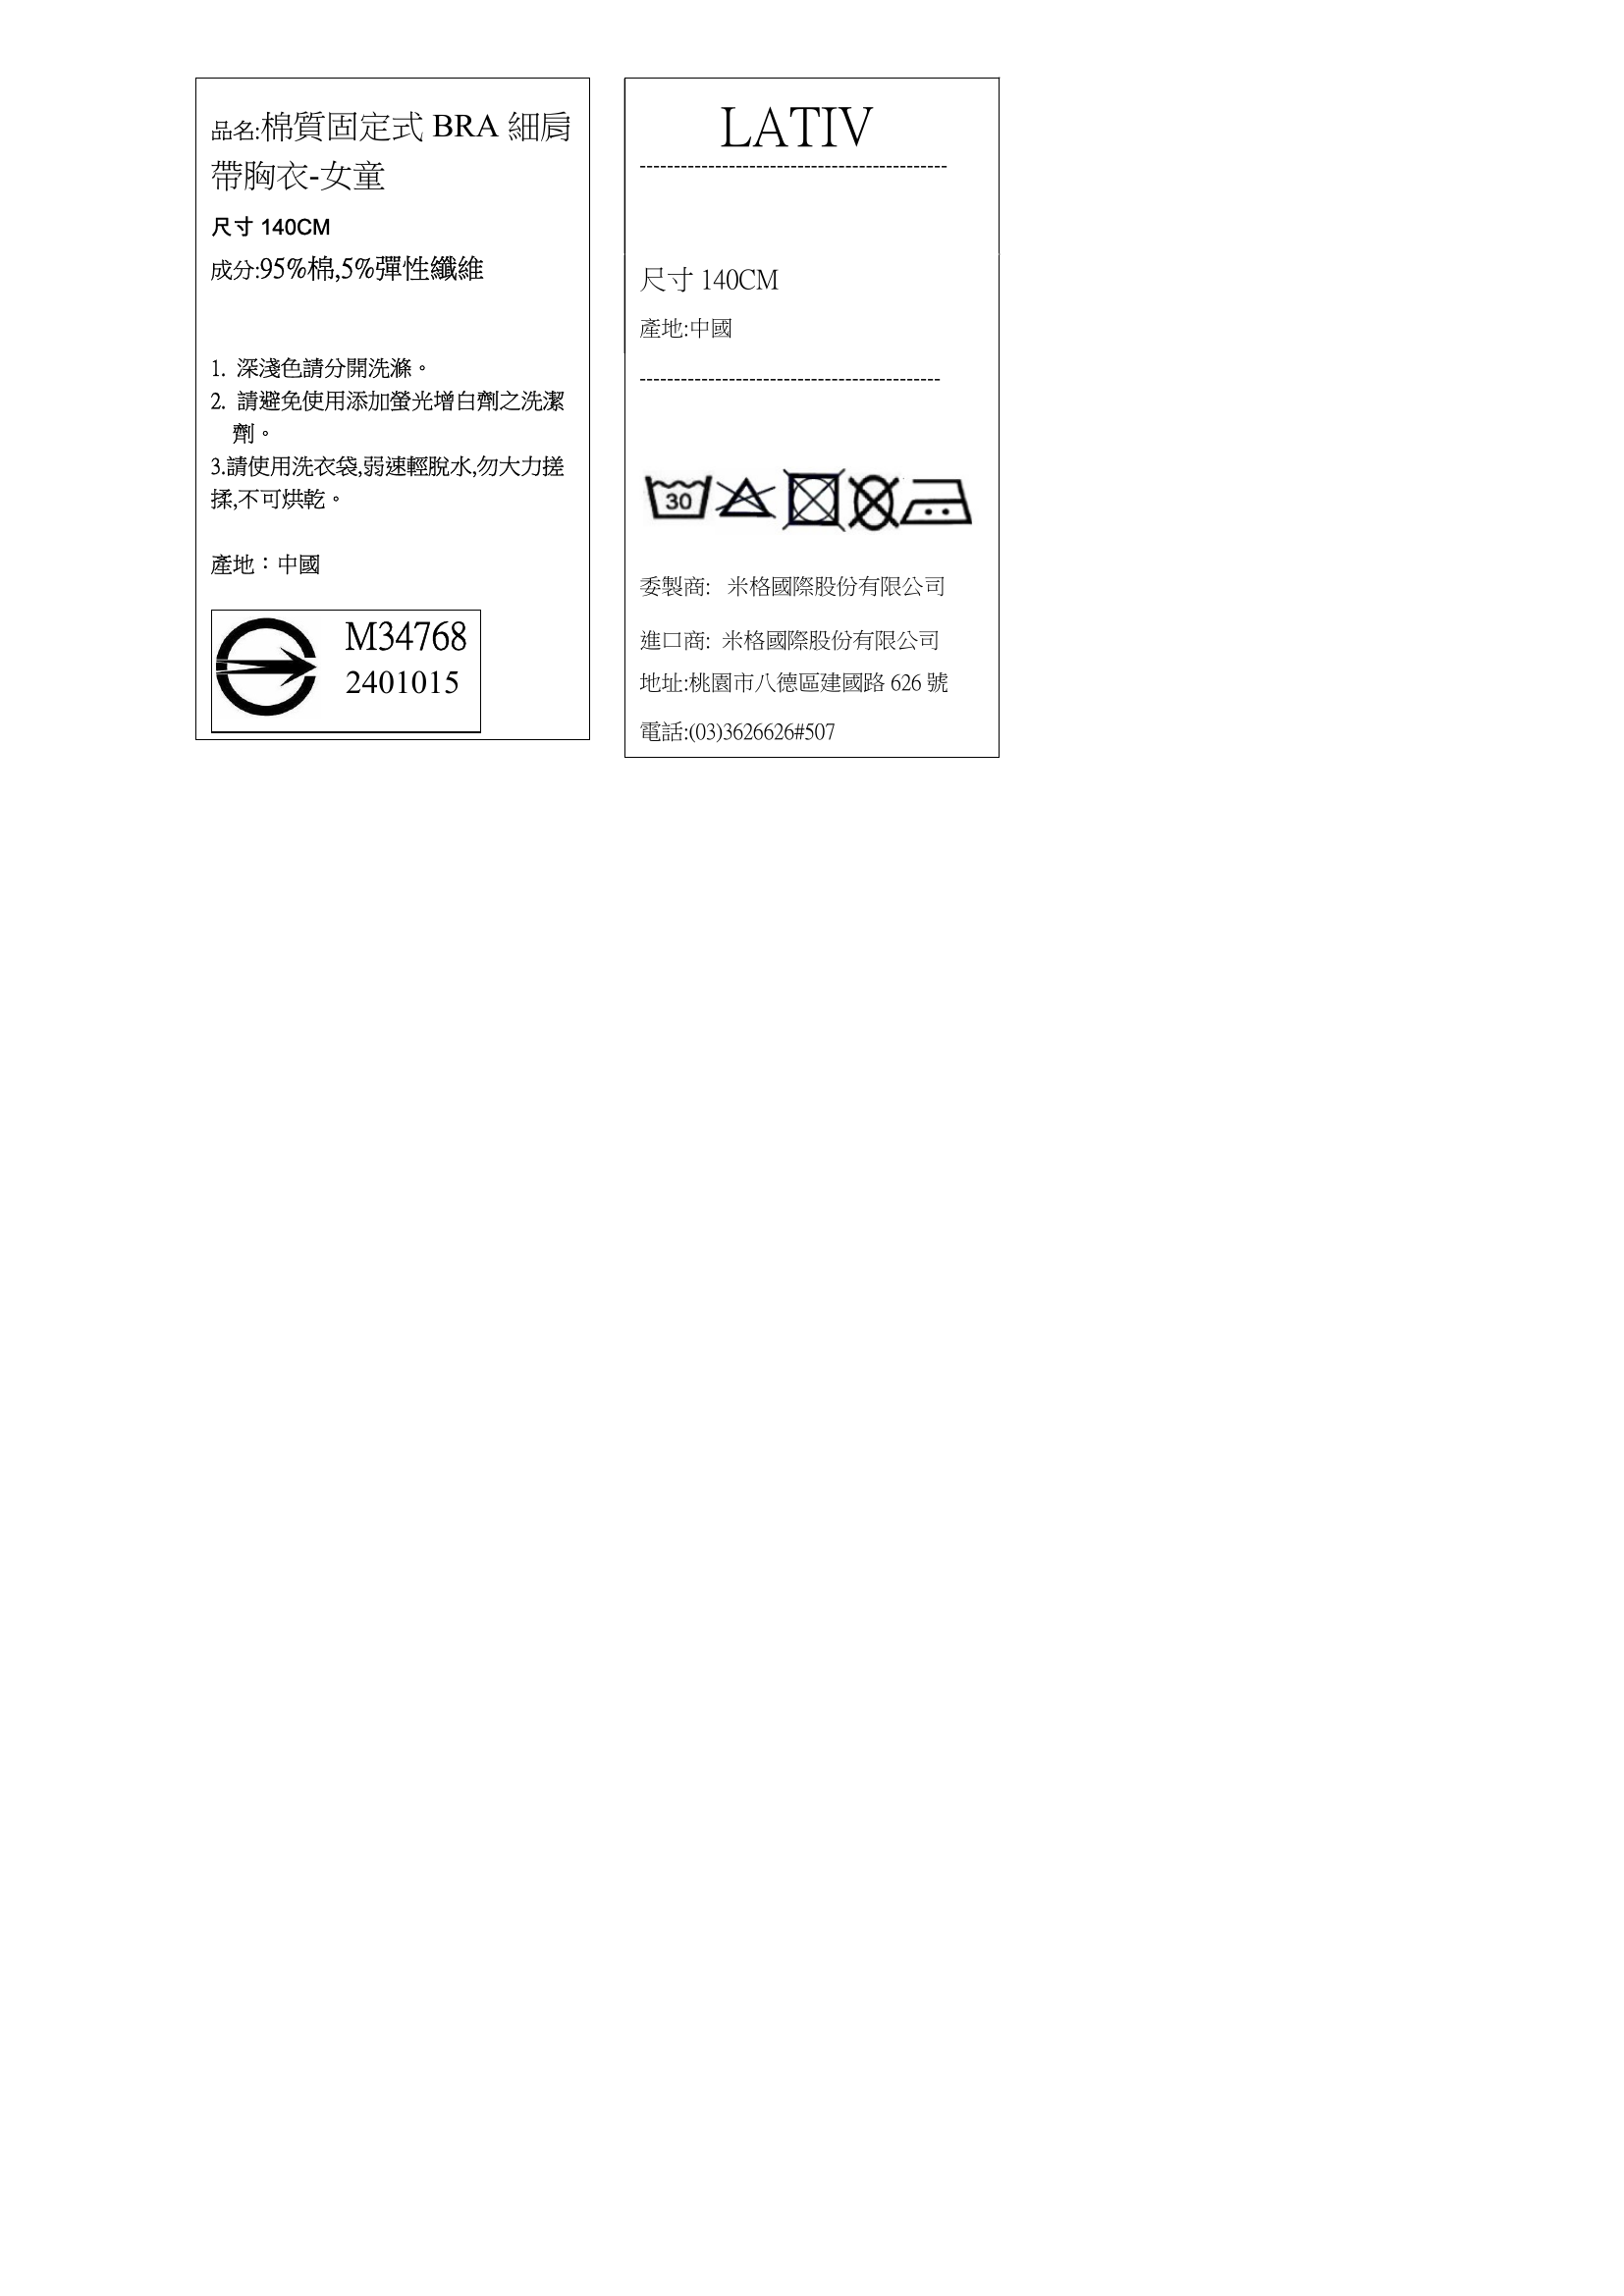 品名:棉質固定式 BRA 細肩
帶胸衣-女童
尺寸 140CM
成分:95%棉,5%彈性纖維
1. 深淺色請分開洗滌。
2. 請避免使用添加螢光增白劑之洗潔
劑。
3.請使用洗衣袋,弱速輕脫水,勿大力搓
揉,不可烘乾。
產地：中國
M34768
2401015
LATIV
---------------------------------------------
尺寸 140CM
產地:中國
--------------------------------------------
30
委製商: 米格國際股份有限公司
進口商: 米格國際股份有限公司
地址:桃園市八德區建國路 626 號
電話:(03)3626626#507